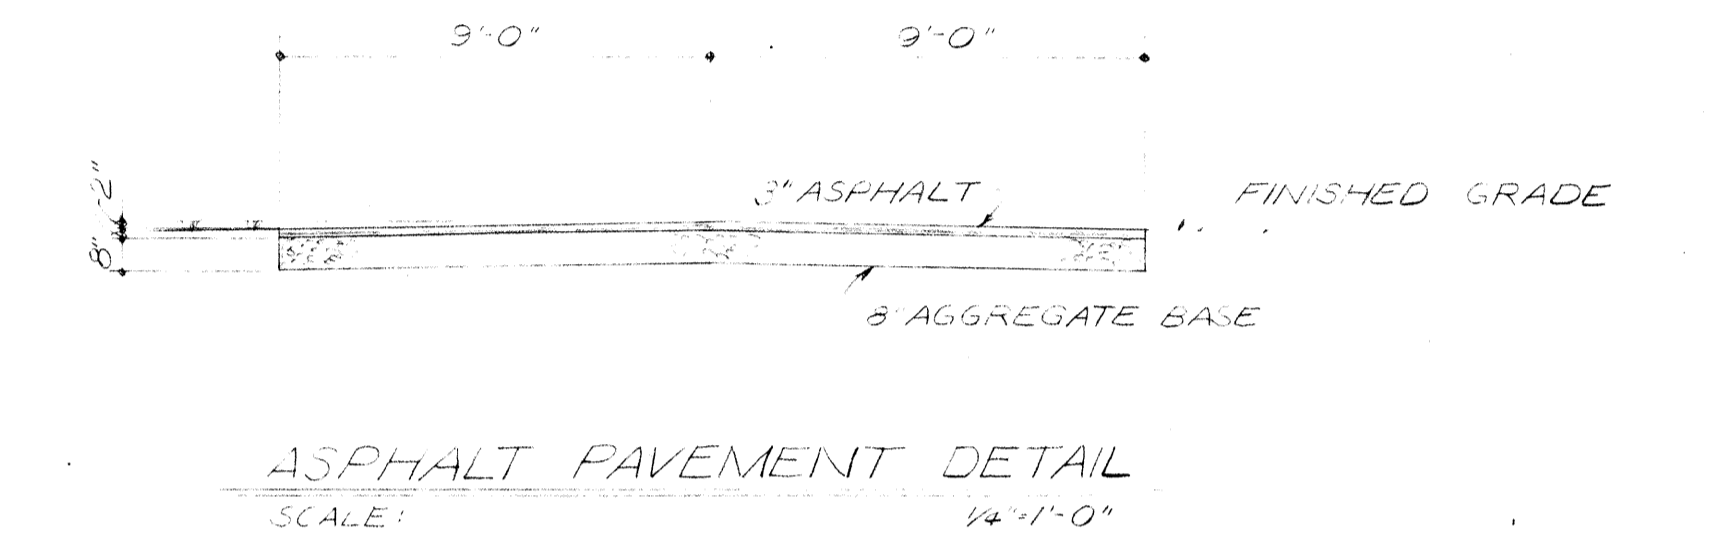 9'-0" 9'-0"
2"
8"
3" ASPHALT
FINISHED GRADE
8" AGGREGATE BASE
ASPHALT PAVEMENT DETAIL
SCALE: 1/4"=1'-0"